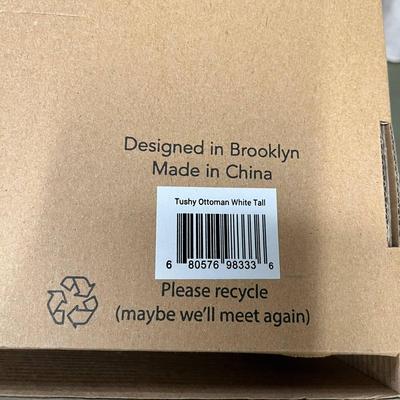 Designed in Brooklyn
Made in China
Tushy Ottoman White Tall
6 80576 98333 6
Please recycle
(maybe we'll meet again)